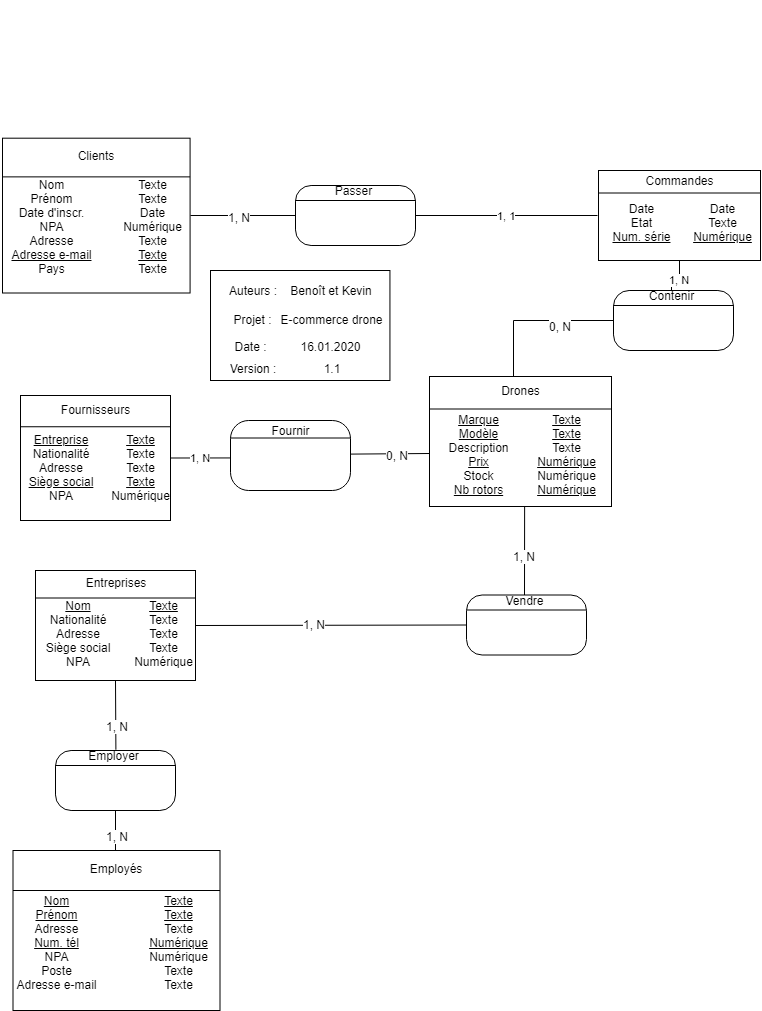 Clients
Nom Texte
Prénom Texte
Date d'inscr. Date
NPA Numérique
Adresse Texte
Adresse e-mail Texte
Pays Texte
1, N
Passer
1, 1
Commandes
Date Date
Etat Texte
Num. série Numérique
1, N
Contenir
0, N
Auteurs : Benoît et Kevin
Projet : E-commerce drone
Date : 16.01.2020
Version : 1.1
Fournisseurs
Entreprise Texte
Nationalité Texte
Adresse Texte
Siège social Texte
NPA Numérique
1, N
Fournir
0, N
Drones
Marque Texte
Modèle Texte
Description Texte
Prix Numérique
Stock Numérique
Nb rotors Numérique
1, N
Vendre
1, N
Entreprises
Nom Texte
Nationalité Texte
Adresse Texte
Siège social Texte
NPA Numérique
1, N
Employer
1, N
Employés
Nom Texte
Prénom Texte
Adresse Texte
Num. tél Numérique
NPA Numérique
Poste Texte
Adresse e-mail Texte